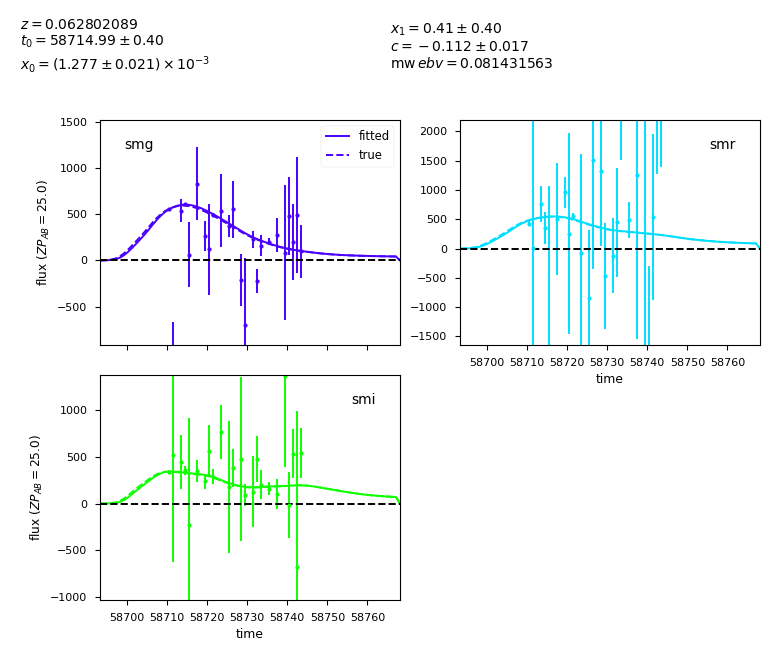 z = 0.062802089
t₀ = 58714.99 ± 0.40
x₀ = (1.277 ± 0.021) × 10⁻³
x₁ = 0.41 ± 0.40
c = −0.112 ± 0.017
mw ebv = 0.081431563
smg
fitted
true
1500
1000
500
0
−500
flux (ZP_AB = 25.0)
smr
2000
1500
1000
500
0
−500
−1000
−1500
58700 58710 58720 58730 58740 58750 58760
time
smi
1000
500
0
−500
−1000
flux (ZP_AB = 25.0)
58700 58710 58720 58730 58740 58750 58760
time